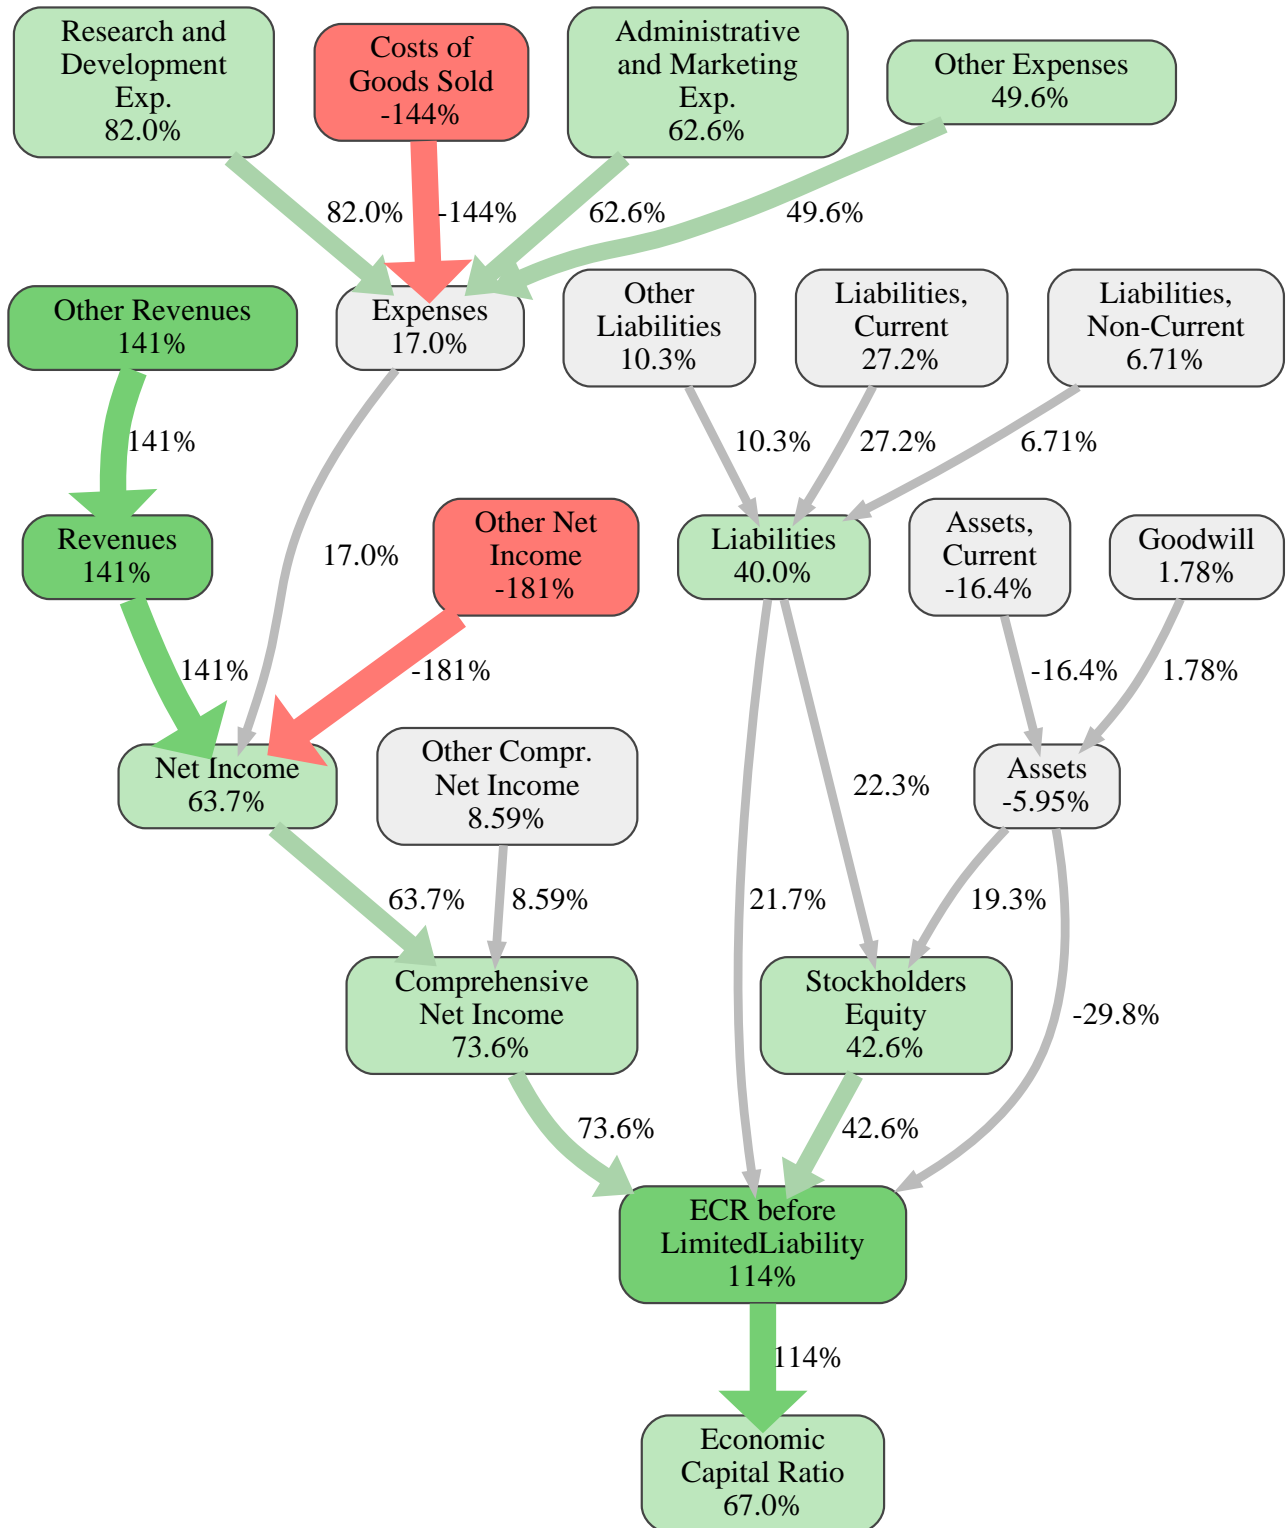 Research and
Development
Exp.
82.0%
Costs of
Goods Sold
-144%
Administrative
and Marketing
Exp.
62.6%
Other Expenses
49.6%
82.0%
-144%
62.6%
49.6%
Other Revenues
141%
Expenses
17.0%
Other
Liabilities
10.3%
Liabilities,
Current
27.2%
Liabilities,
Non-Current
6.71%
141%
10.3%
27.2%
6.71%
Revenues
141%
17.0%
Other Net
Income
-181%
Liabilities
40.0%
Assets,
Current
-16.4%
Goodwill
1.78%
141%
-181%
-16.4%
1.78%
Net Income
63.7%
Other Compr.
Net Income
8.59%
22.3%
Assets
-5.95%
63.7%
8.59%
21.7%
19.3%
Comprehensive
Net Income
73.6%
Stockholders
Equity
42.6%
-29.8%
73.6%
42.6%
ECR before
LimitedLiability
114%
114%
Economic
Capital Ratio
67.0%